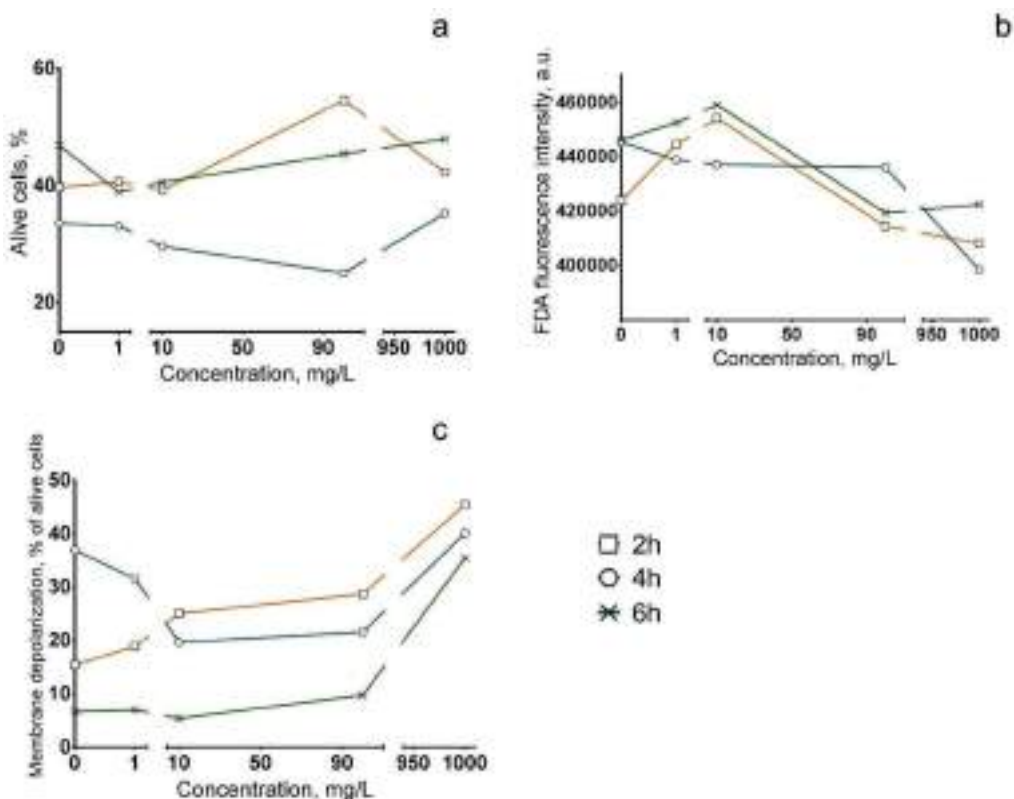 a
60
40
20
Alive cells, %
0 1 10 50 90 950 1000
Concentration, mg/L
b
460000
440000
420000
400000
FDA fluorescence intensity, a.u.
0 1 10 50 90 950 1000
Concentration, mg/L
c
50
40
30
20
10
0
Membrane depolarization, % of alive cells
0 1 10 50 90 950 1000
Concentration, mg/L
2h
4h
6h